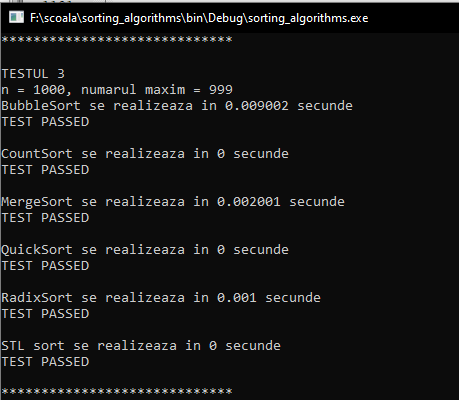 F:\scoala\sorting_algorithms\bin\Debug\sorting_algorithms.exe
*****************************
TESTUL 3
n = 1000, numarul maxim = 999
BubbleSort se realizeaza in 0.009002 secunde
TEST PASSED
CountSort se realizeaza in 0 secunde
TEST PASSED
MergeSort se realizeaza in 0.002001 secunde
TEST PASSED
QuickSort se realizeaza in 0 secunde
TEST PASSED
RadixSort se realizeaza in 0.001 secunde
TEST PASSED
STL sort se realizeaza in 0 secunde
TEST PASSED
*****************************